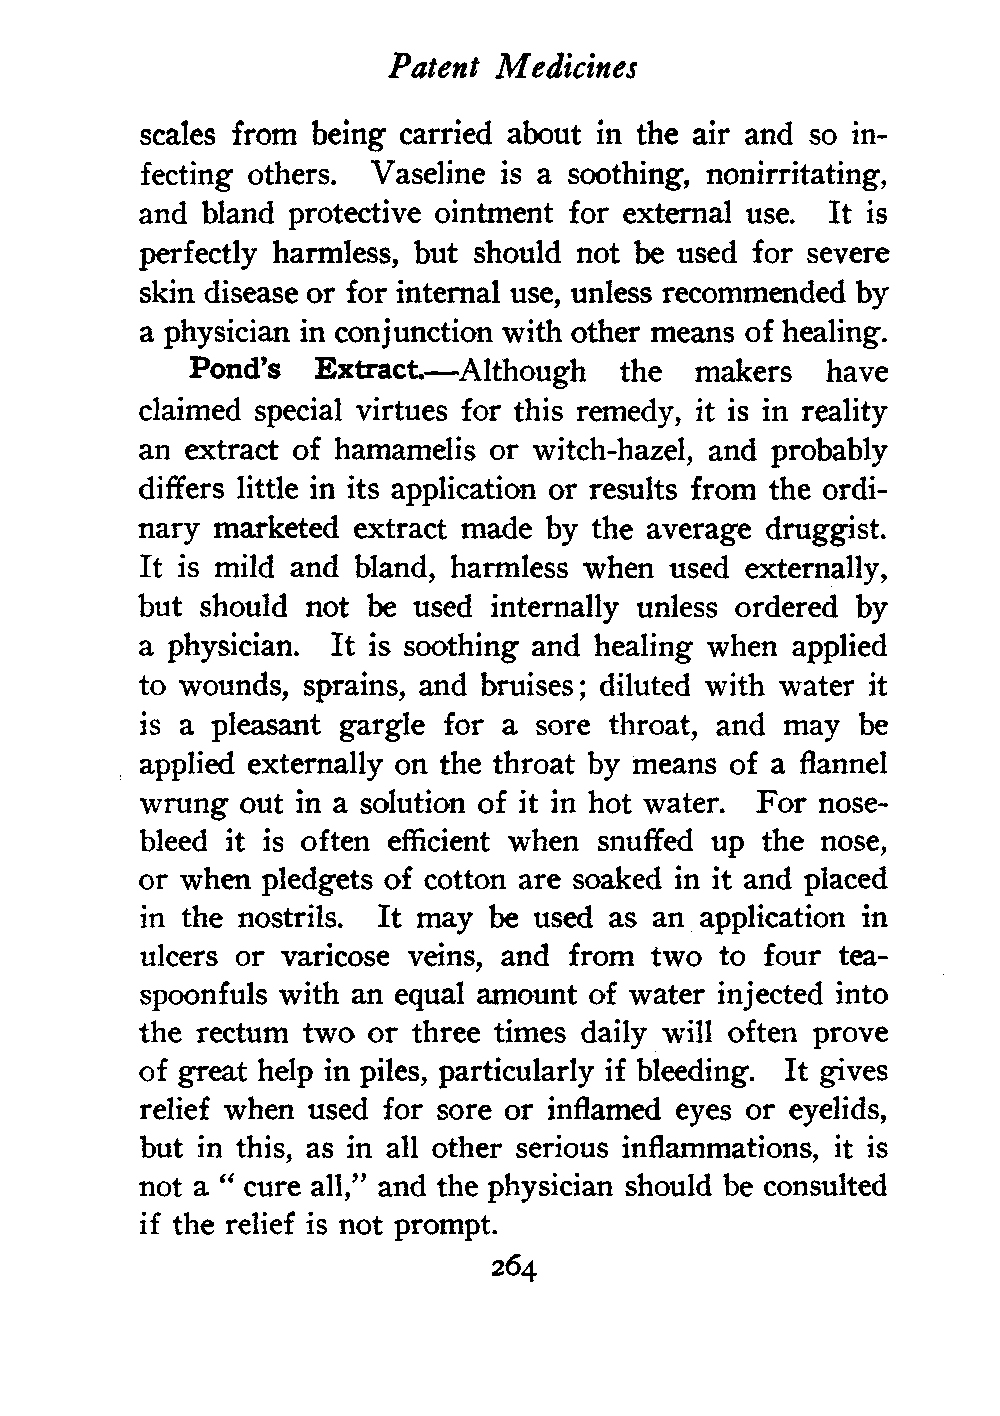 Patent Medicines
scales from being carried about in the air and so in-
fecting others. Vaseline is a soothing, nonirritating,
and bland protective ointment for external use. It is
perfectly harmless, but should not be used for severe
skin disease or for internal use, unless recommended by
a physician in conjunction with other means of healing.
Pond's Extract.—Although the makers have
claimed special virtues for this remedy, it is in reality
an extract of hamamelis or witch-hazel, and probably
differs little in its application or results from the ordi-
nary marketed extract made by the average druggist.
It is mild and bland, harmless when used externally,
but should not be used internally unless ordered by
a physician. It is soothing and healing when applied
to wounds, sprains, and bruises; diluted with water it
is a pleasant gargle for a sore throat, and may be
applied externally on the throat by means of a flannel
wrung out in a solution of it in hot water. For nose-
bleed it is often efficient when snuffed up the nose,
or when pledgets of cotton are soaked in it and placed
in the nostrils. It may be used as an application in
ulcers or varicose veins, and from two to four tea-
spoonfuls with an equal amount of water injected into
the rectum two or three times daily will often prove
of great help in piles, particularly if bleeding. It gives
relief when used for sore or inflamed eyes or eyelids,
but in this, as in all other serious inflammations, it is
not a “ cure all,” and the physician should be consulted
if the relief is not prompt.
264